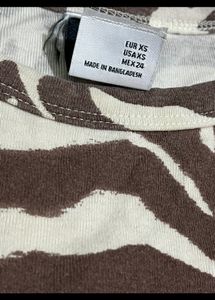 EUR XS
USA XS
MEX 24
MADE IN BANGLADESH